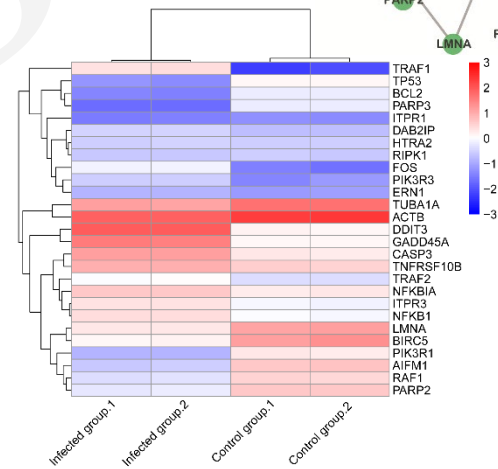 PARP2
LMNA
3
2
1
0
−1
−2
−3
TRAF1
TP53
BCL2
PARP3
ITPR1
DAB2IP
HTRA2
RIPK1
FOS
PIK3R3
ERN1
TUBA1A
ACTB
DDIT3
GADD45A
CASP3
TNFRSF10B
TRAF2
NFKBIA
ITPR3
NFKB1
LMNA
BIRC5
PIK3R1
AIFM1
RAF1
PARP2
Infected group.1
Infected group.2
Control group.1
Control group.2